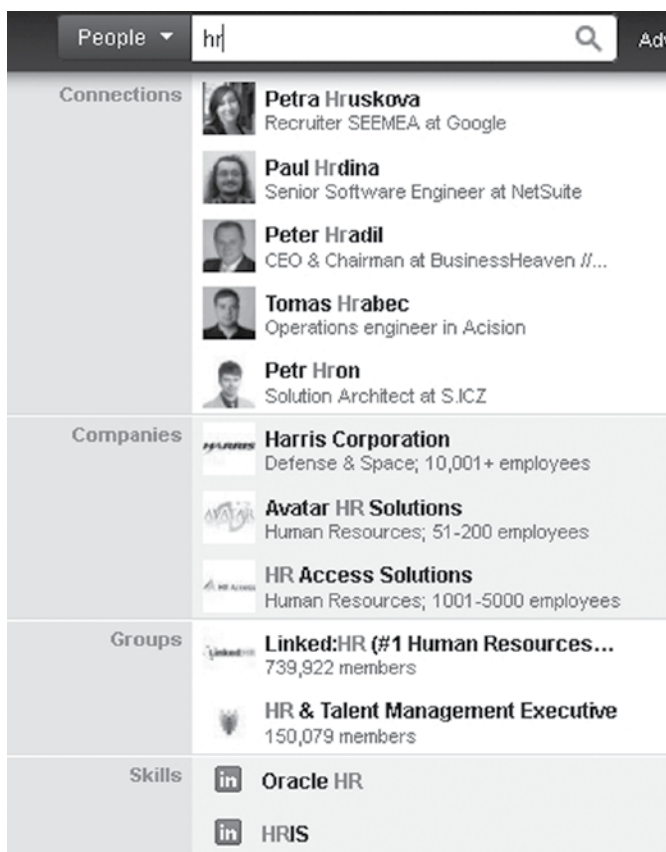 People
hr
Adv
Connections
Petra Hruskova
Recruiter SEEMEA at Google
Paul Hrdina
Senior Software Engineer at NetSuite
Peter Hradil
CEO & Chairman at BusinessHeaven //...
Tomas Hrabec
Operations engineer in Acision
Petr Hron
Solution Architect at S.ICZ
Companies
HARRIS
Harris Corporation
Defense & Space; 10,001+ employees
AVATAR
Avatar HR Solutions
Human Resources; 51-200 employees
HR Access
HR Access Solutions
Human Resources; 1001-5000 employees
Groups
Linked:HR
Linked:HR (#1 Human Resources...
739,922 members
HR & Talent Management Executive
150,079 members
Skills
in
Oracle HR
in
HRIS